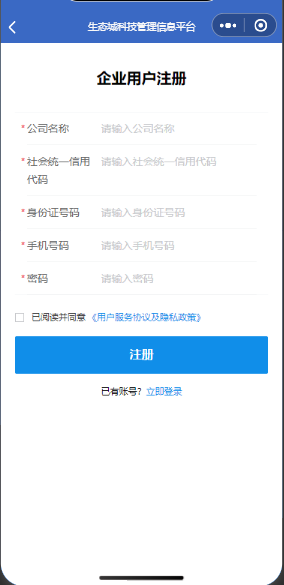 生态城科技管理信息平台
企业用户注册
* 公司名称 请输入公司名称
* 社会统一信用 请输入社会统一信用代码
代码
* 身份证号码 请输入身份证号码
* 手机号码 请输入手机号码
* 密码 请输入密码
已阅读并同意《用户服务协议及隐私政策》
注册
已有账号? 立即登录